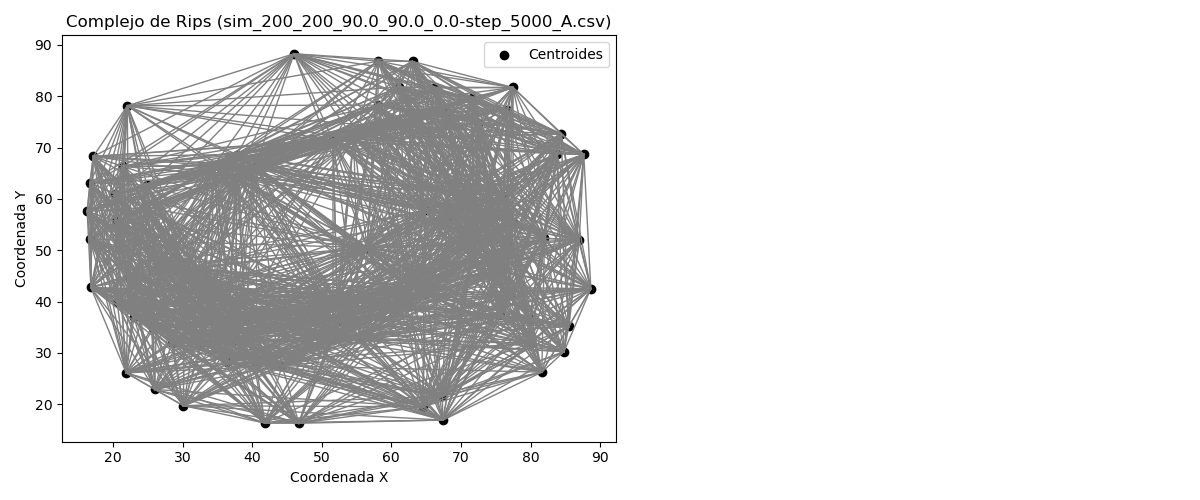 Complejo de Rips (sim_200_200_90.0_90.0_0.0-step_5000_A.csv)
Centroides
90
80
70
60
50
40
30
20
Coordenada Y
20 30 40 50 60 70 80 90
Coordenada X